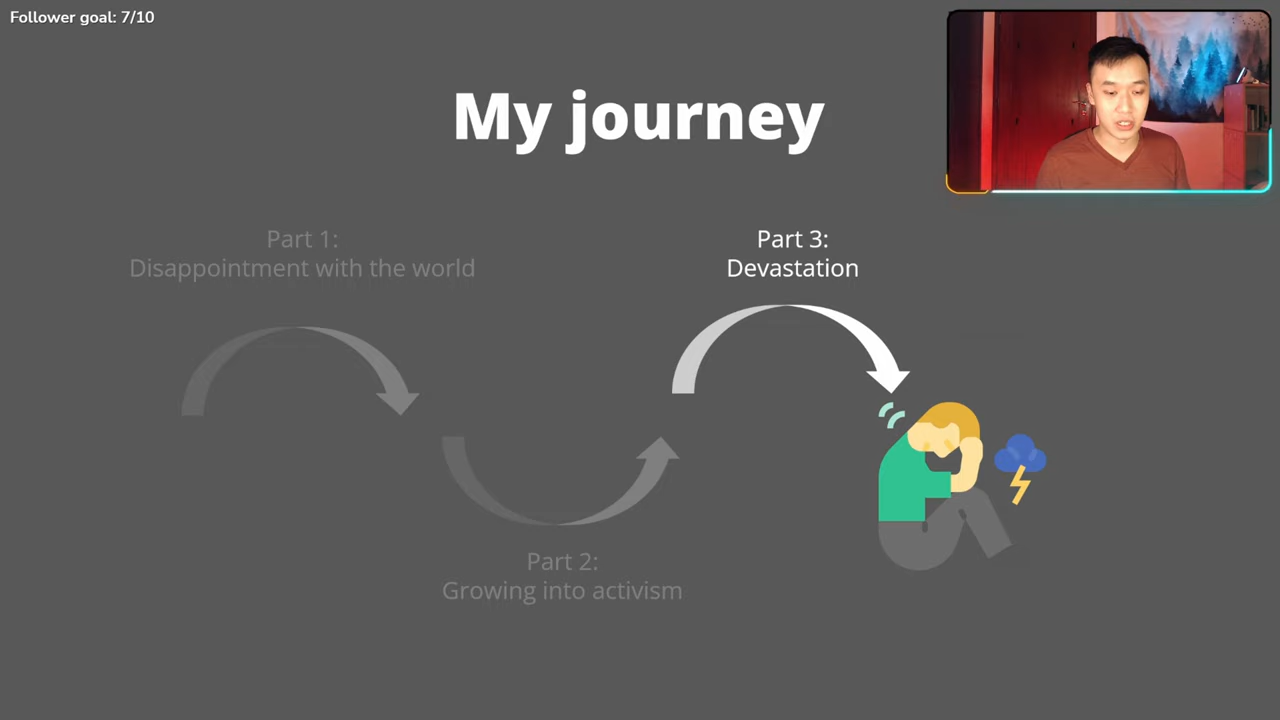 Follower goal: 7/10
My journey
Part 1:
Disappointment with the world
Part 3:
Devastation
Part 2:
Growing into activism